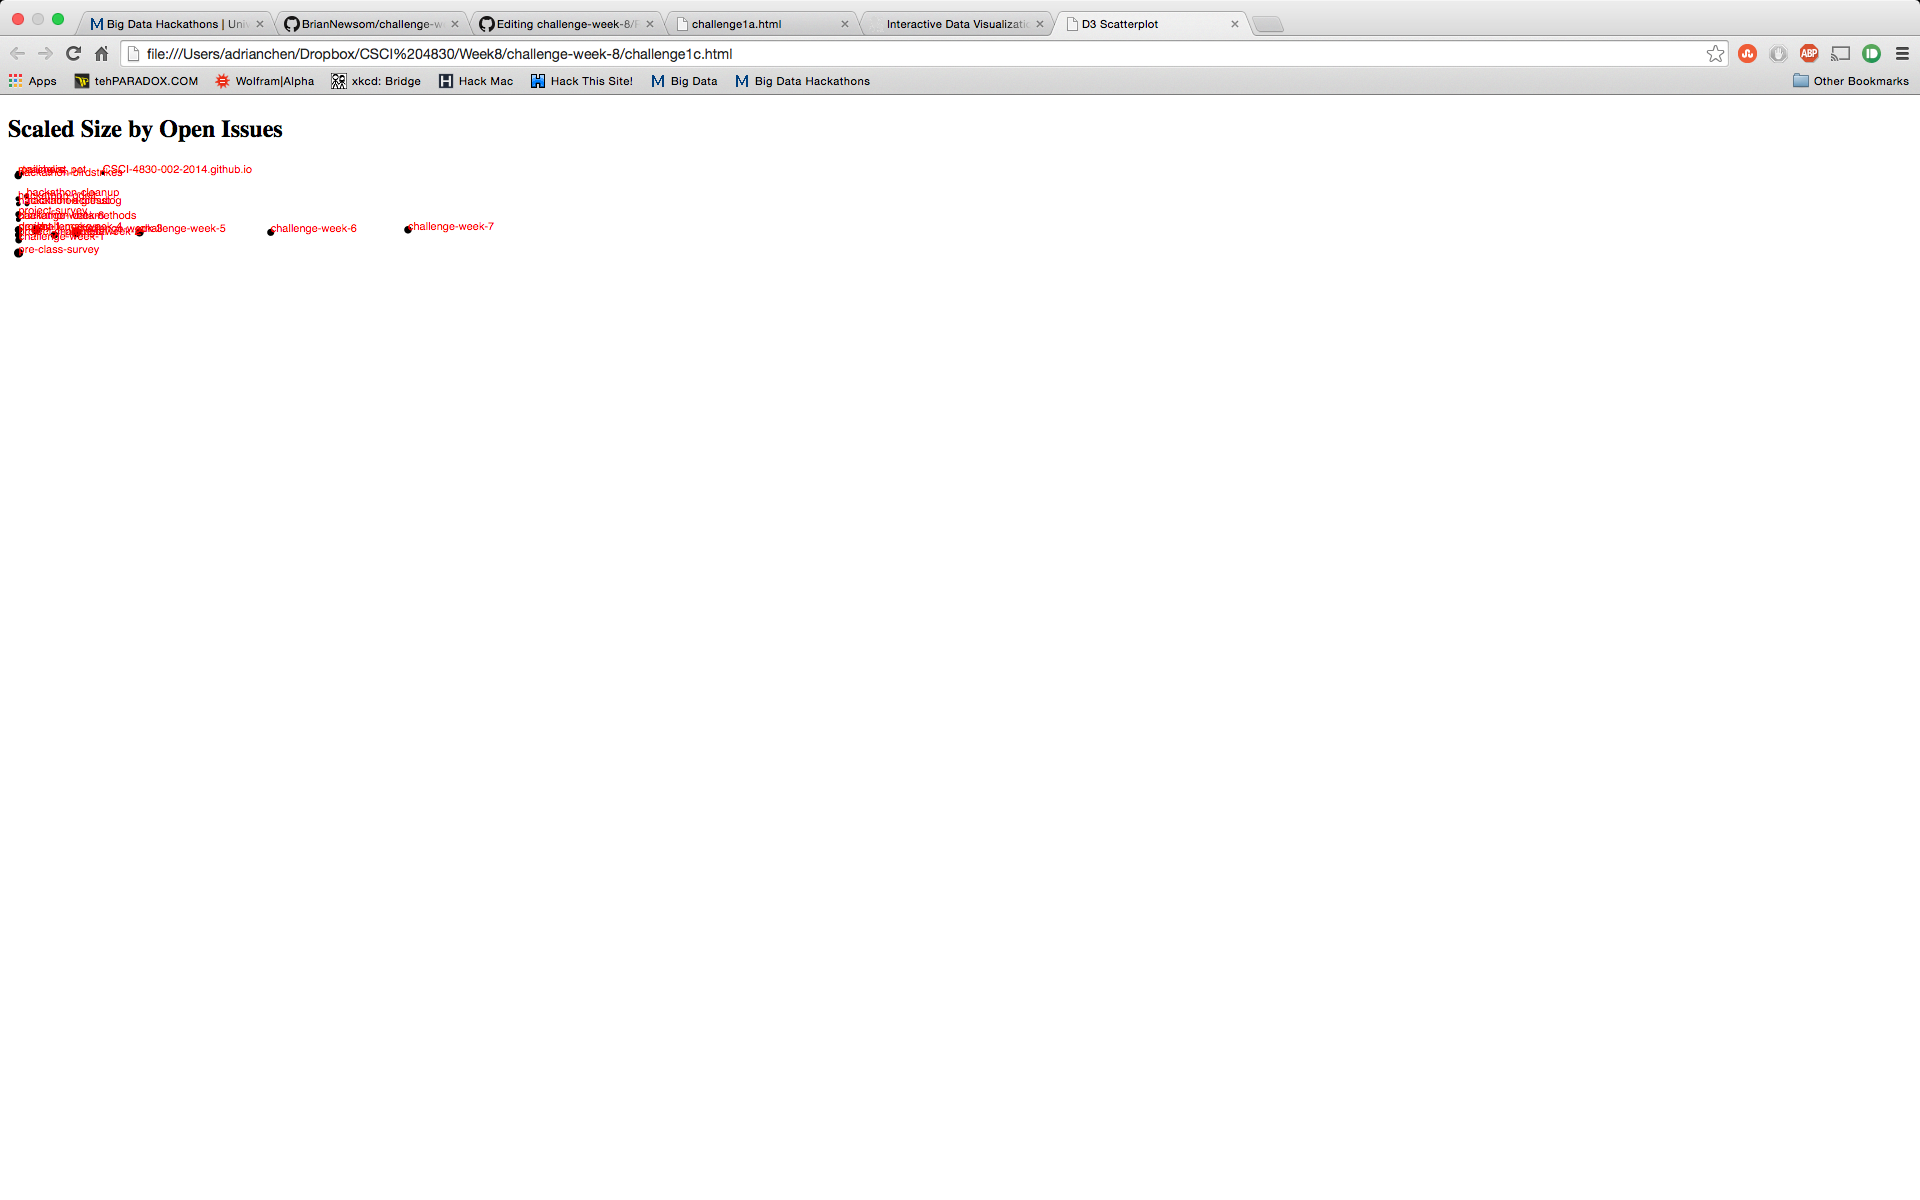 Big Data Hackathons | Univ
BrianNewsom/challenge-w
Editing challenge-week-8/
challenge1a.html
Interactive Data Visualizati
D3 Scatterplot
file:///Users/adrianchen/Dropbox/CSCI%204830/Week8/challenge-week-8/challenge1c.html
ABP
Apps
tehPARADOX.COM
Wolfram|Alpha
xkcd: Bridge
Hack Mac
Hack This Site!
Big Data
Big Data Hackathons
Other Bookmarks
Scaled Size by Open Issues
CSCI-4830-002-2014.github.io
hackathon-birdstrikes
hackathon-cleanup
project-survey
challenge-week-5
challenge-week-6
challenge-week-7
challenge-week-1
pre-class-survey